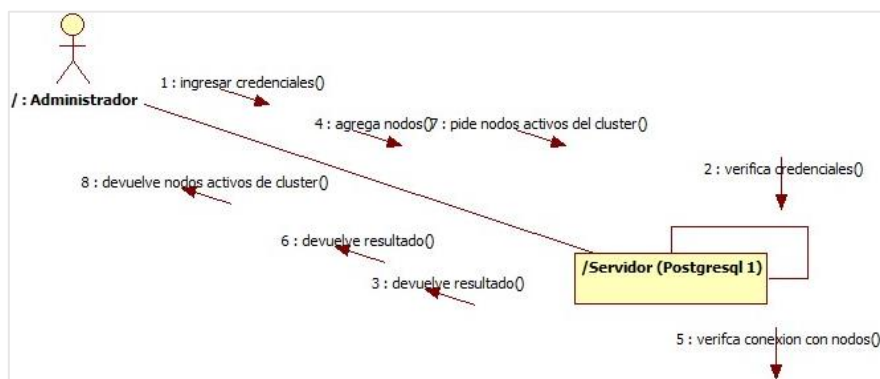 1 : ingresar credenciales()
/ : Administrador
4 : agrega nodos()
7 : pide nodos activos del cluster()
2 : verifica credenciales()
8 : devuelve nodos activos de cluster()
6 : devuelve resultado()
/Servidor (Postgresql 1)
3 : devuelve resultado()
5 : verifca conexion con nodos()